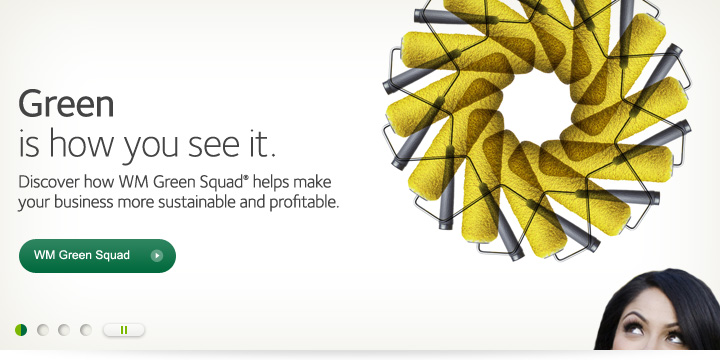 Green
is how you see it.
Discover how WM Green Squad® helps make
your business more sustainable and profitable.
WM Green Squad